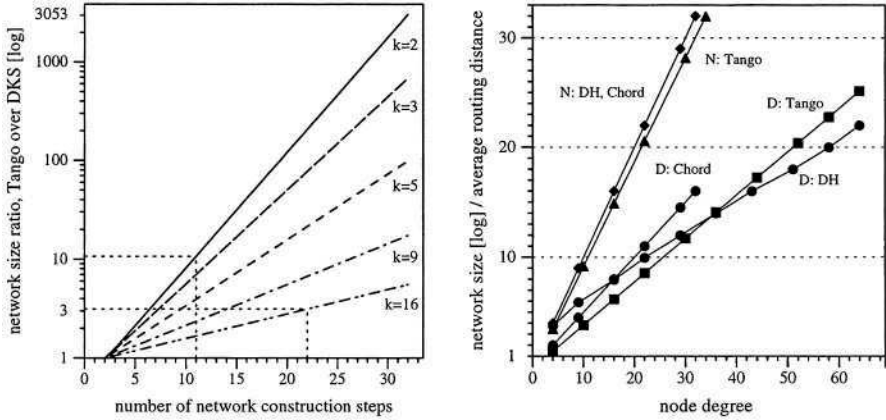 network size ratio, Tango over DKS [log]
3053
1000
100
10
3
1
k=2
k=3
k=5
k=9
k=16
0 5 10 15 20 25 30
number of network construction steps
network size [log] / average routing distance
30
20
10
1
N: Tango
N: DH, Chord
D: Tango
D: Chord
D: DH
0 10 20 30 40 50 60
node degree